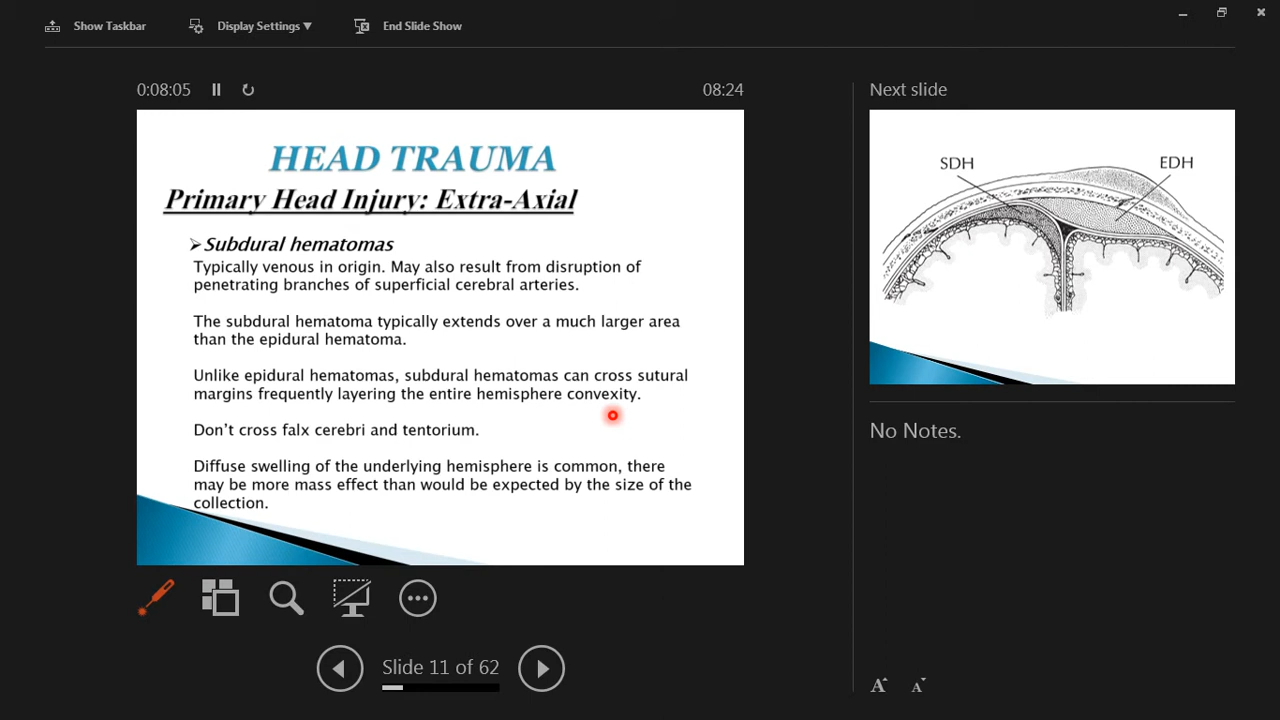 Show Taskbar
Display Settings ▼
End Slide Show
0:08:05
08:24
HEAD TRAUMA
Primary Head Injury: Extra-Axial
➢ Subdural hematomas
Typically venous in origin. May also result from disruption of
penetrating branches of superficial cerebral arteries.
The subdural hematoma typically extends over a much larger area
than the epidural hematoma.
Unlike epidural hematomas, subdural hematomas can cross sutural
margins frequently layering the entire hemisphere convexity.
Don’t cross falx cerebri and tentorium.
Diffuse swelling of the underlying hemisphere is common, there
may be more mass effect than would be expected by the size of the
collection.
Slide 11 of 62
Next slide
SDH
EDH
No Notes.
A A